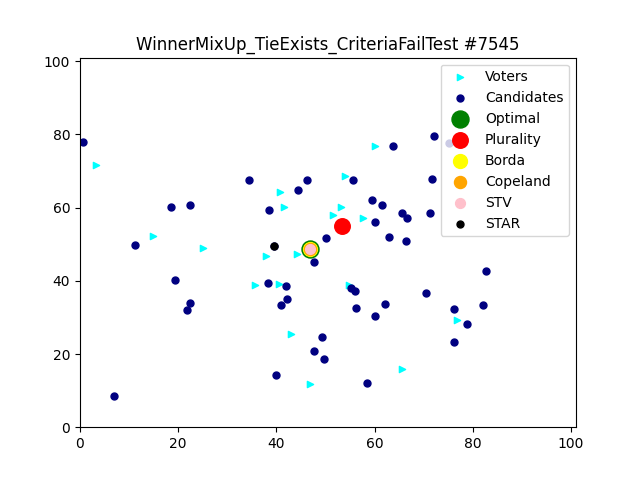 WinnerMixUp_TieExists_CriteriaFailTest #7545
100
80
60
40
20
0
0
20
40
60
80
100
Voters
Candidates
Optimal
Plurality
Borda
Copeland
STV
STAR